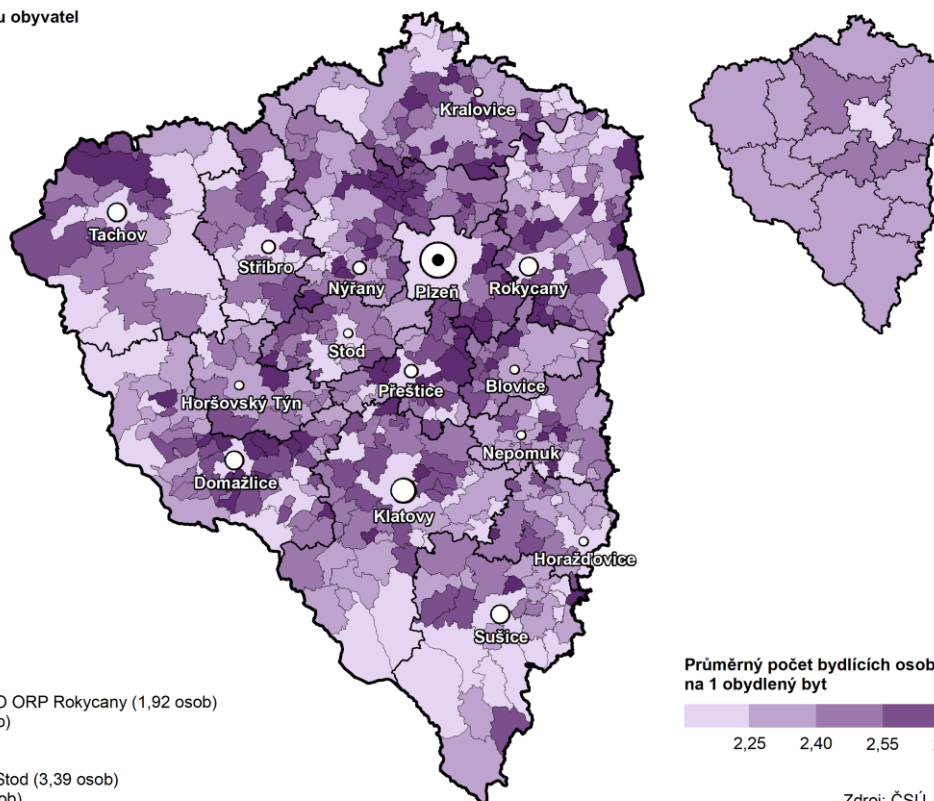 u obyvatel
Kralovice
Tachov
Stříbro
Nýřany
Plzeň
Rokycany
Stod
Přeštice
Blovice
Horšovský Týn
Nepomuk
Domažlice
Klatovy
Horažďovice
Sušice
Průměrný počet bydlících osob
na 1 obydlený byt
2,25 2,40 2,55
O ORP Rokycany (1,92 osob)
b)
Stod (3,39 osob)
ob)
Zdroj: ČSÚ